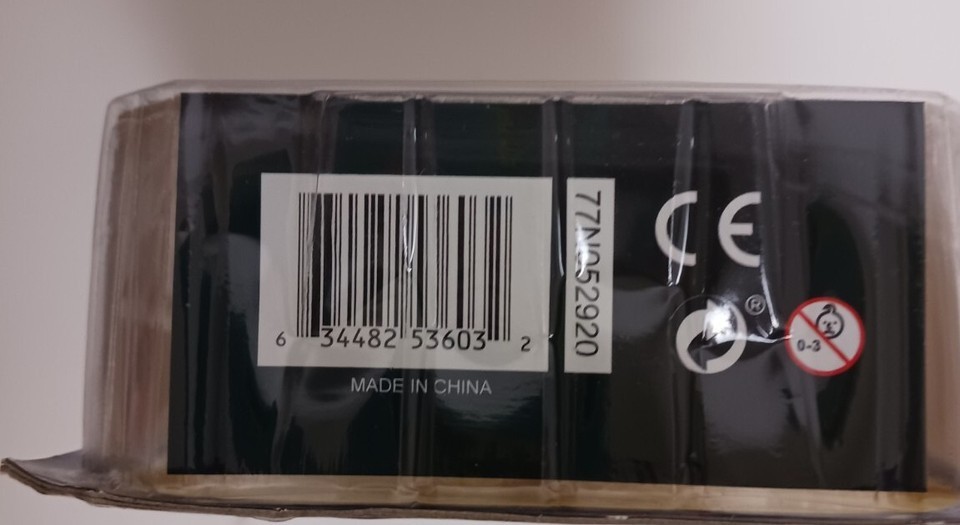 6 34482 53603 2
MADE IN CHINA
77N052920
CE
®
0-3